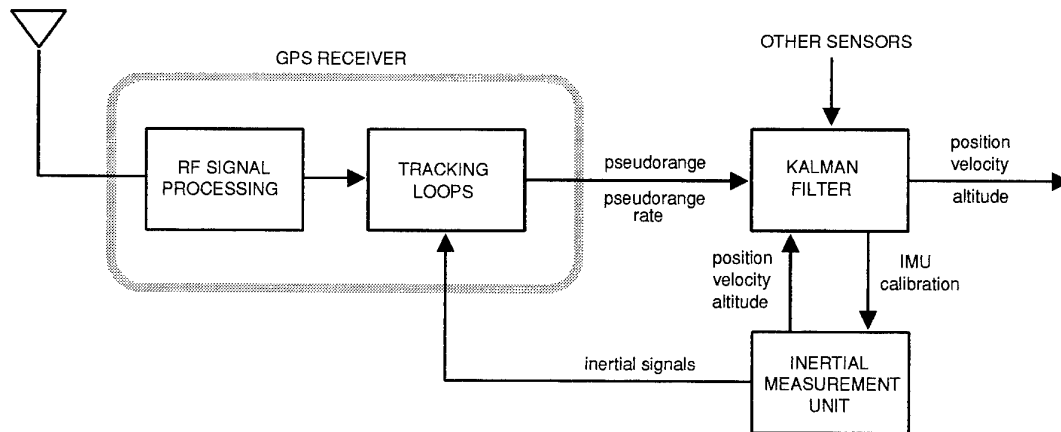 GPS RECEIVER
OTHER SENSORS
RF SIGNAL
PROCESSING
TRACKING
LOOPS
pseudorange
pseudorange
rate
KALMAN
FILTER
position
velocity
altitude
position
velocity
altitude
IMU
calibration
inertial signals
INERTIAL
MEASUREMENT
UNIT